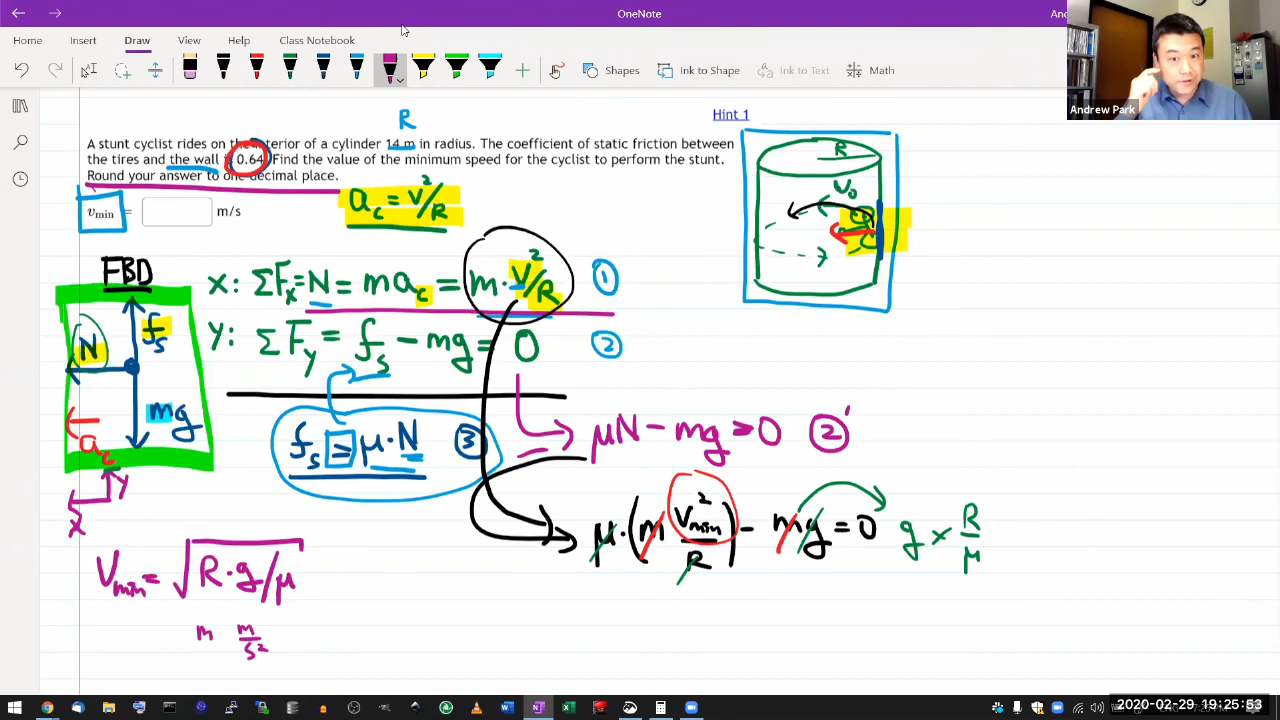 OneNote
An
Home Insert Draw View Help Class Notebook
Shapes Ink to Shape Ink to Text Math
Andrew Park
Hint 1
R
A stunt cyclist rides on the interior of a cylinder 14 m in radius. The coefficient of static friction between
the tires and the wall is 0.64. Find the value of the minimum speed for the cyclist to perform the stunt.
Round your answer to one decimal place.
v_min = m/s
a_c = v²/R
R
V_0
FBD
N
f_s
mg
a_c
Y
X
X: ΣF_x = N = ma_c = m·V²/R ①
Y: ΣF_y = f_s − mg = 0 ②
f_s = μ·N ③
μN − mg = 0 ②'
μ·(m V_min²/R) − mg = 0 g × R/μ
V_min = √R·g/μ
m m/s²
2020-02-29 19:25:53